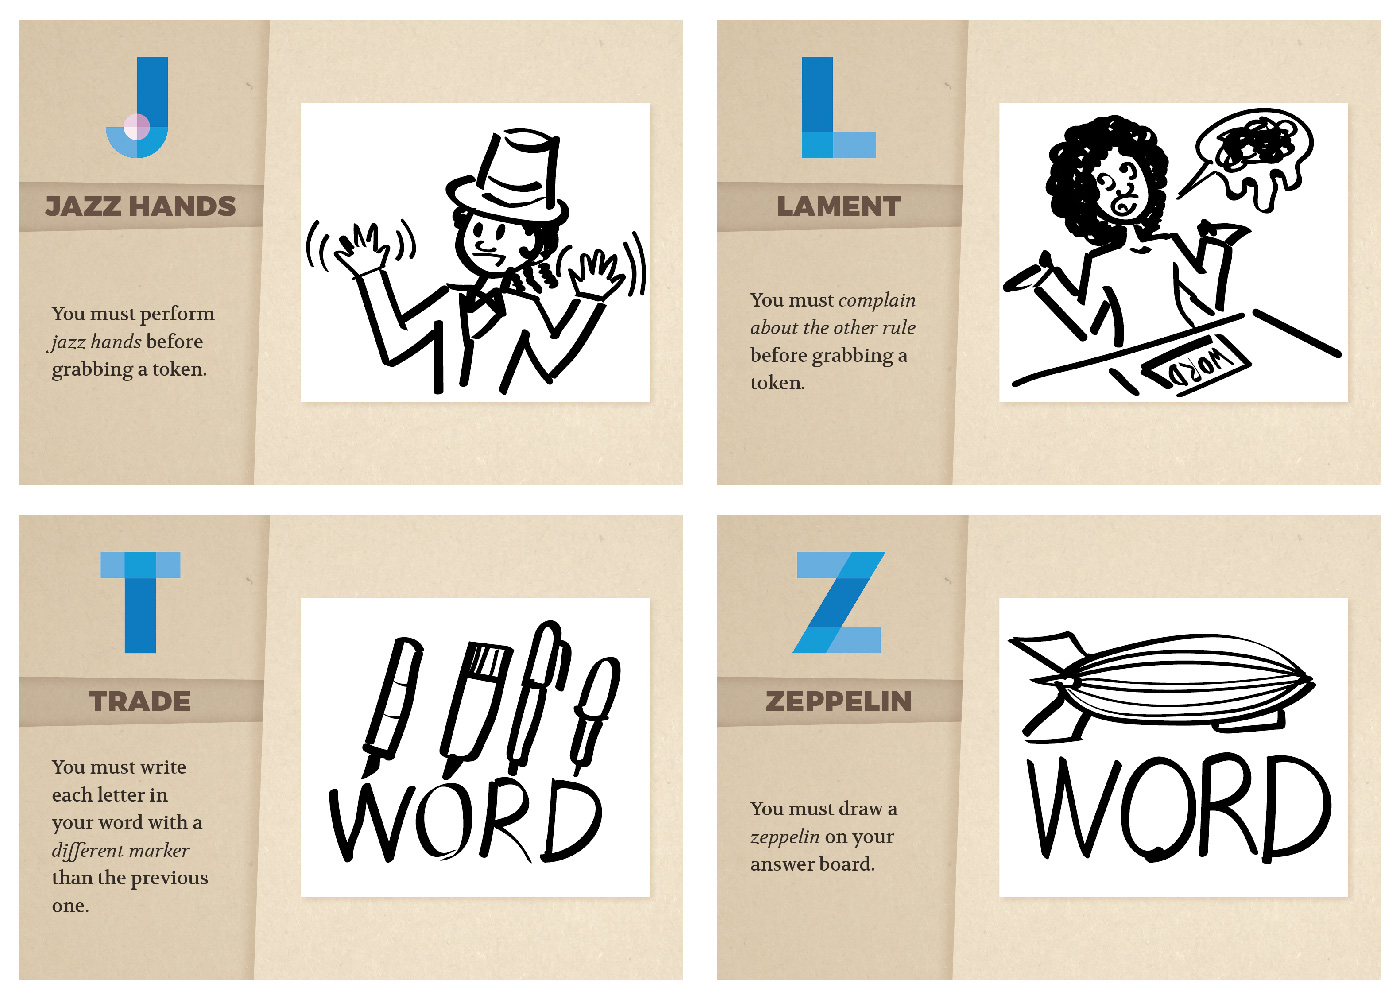 J
JAZZ HANDS
You must perform
jazz hands before
grabbing a token.
L
LAMENT
You must complain
about the other rule
before grabbing a
token.
WORD
T
TRADE
You must write
each letter in
your word with a
different marker
than the previous
one.
WORD
Z
ZEPPELIN
You must draw a
zeppelin on your
answer board.
WORD